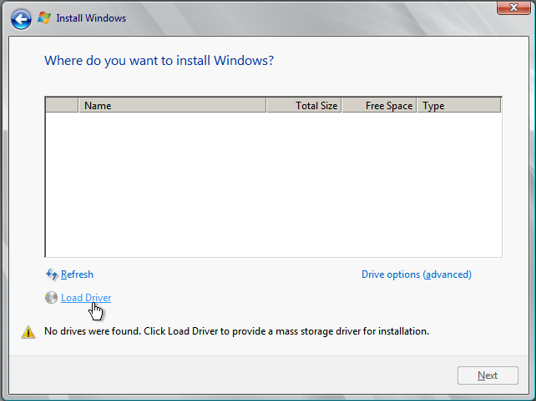 Install Windows
Where do you want to install Windows?
Name Total Size Free Space Type
Refresh Drive options (advanced)
Load Driver
No drives were found. Click Load Driver to provide a mass storage driver for installation.
Next